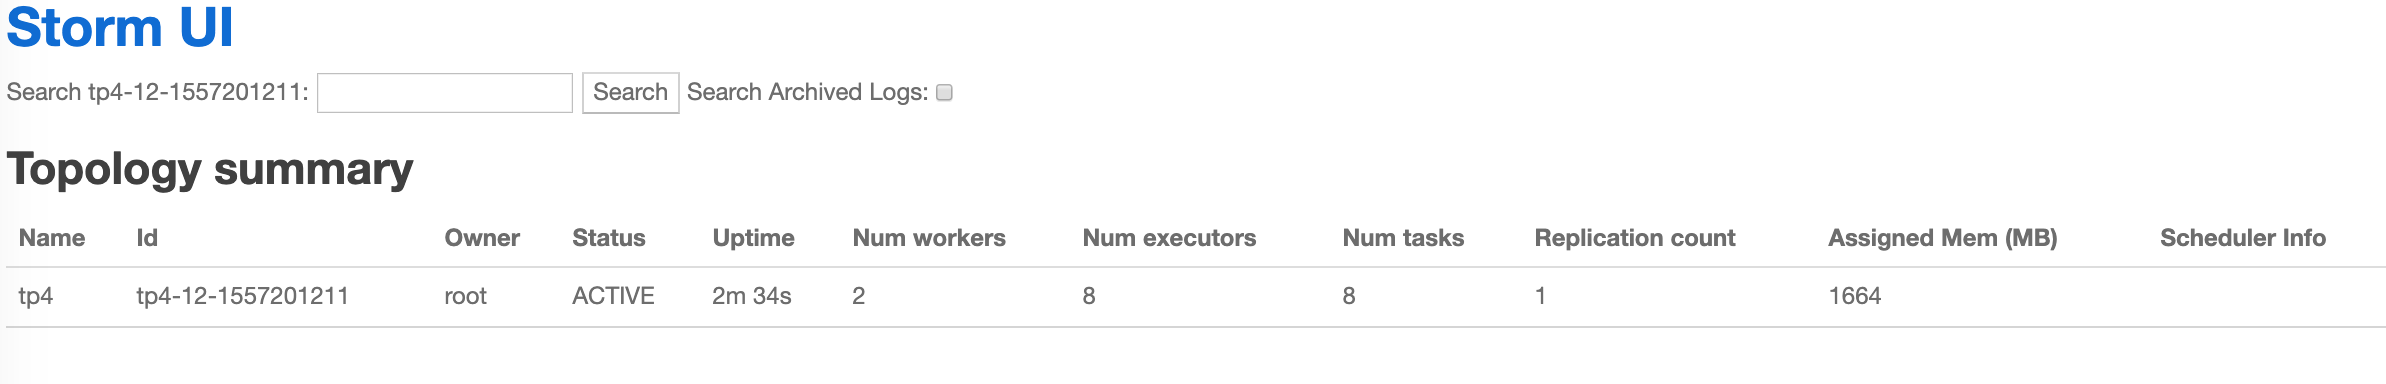 Storm UI
Search tp4-12-1557201211: Search Search Archived Logs:
Topology summary
Name Id Owner Status Uptime Num workers Num executors Num tasks Replication count Assigned Mem (MB) Scheduler Info
tp4 tp4-12-1557201211 root ACTIVE 2m 34s 2 8 8 1 1664